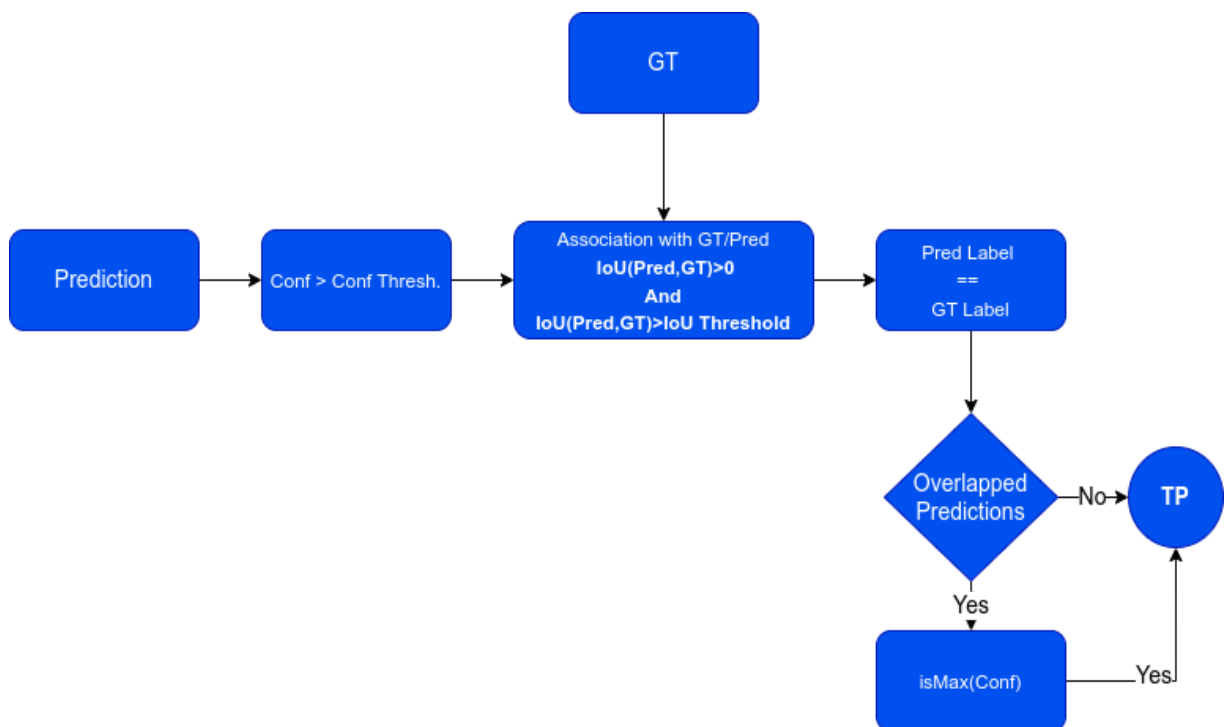 GT
Prediction
Conf > Conf Thresh.
Association with GT/Pred
IoU(Pred,GT)>0
And
IoU(Pred,GT)>IoU Threshold
Pred Label
==
GT Label
Overlapped
Predictions
No
TP
Yes
isMax(Conf)
Yes